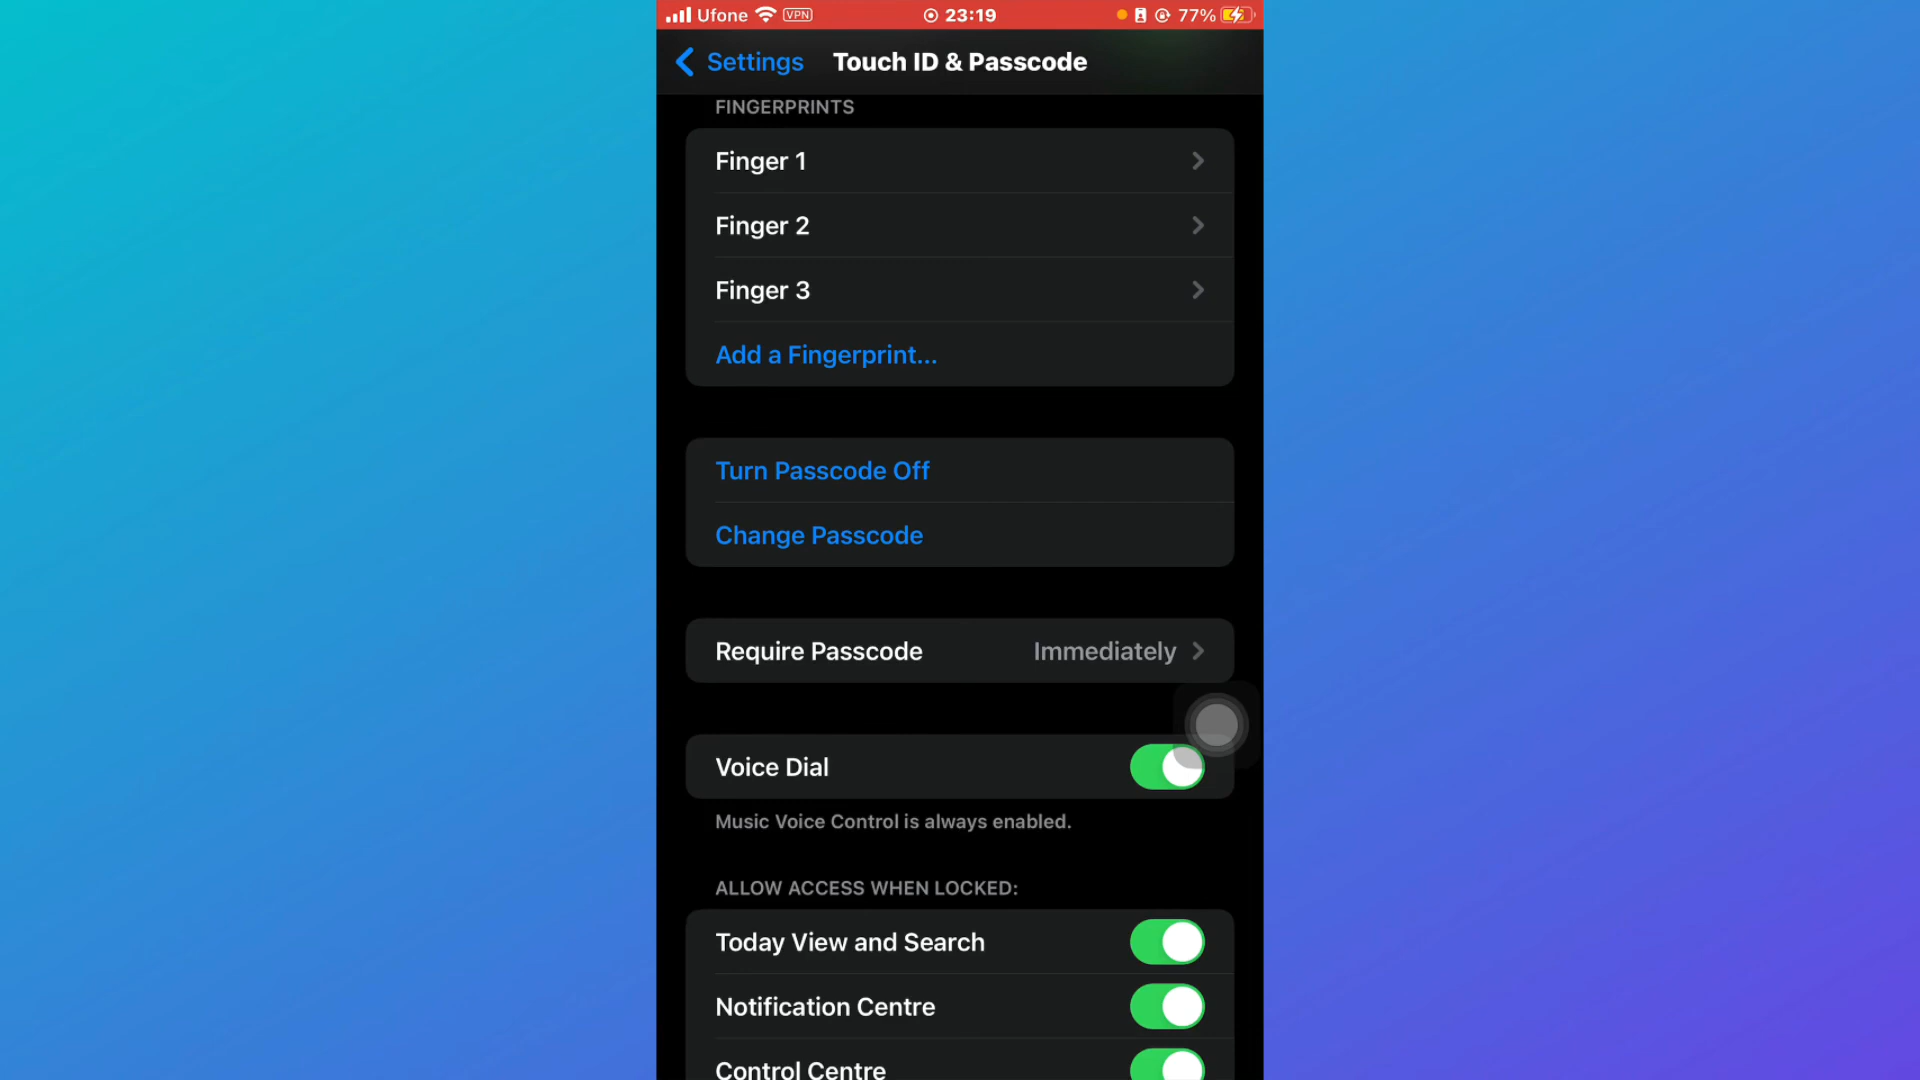 Ufone VPN 23:19 77%
Settings Touch ID & Passcode
FINGERPRINTS
Finger 1
Finger 2
Finger 3
Add a Fingerprint...
Turn Passcode Off
Change Passcode
Require Passcode Immediately
Voice Dial
Music Voice Control is always enabled.
ALLOW ACCESS WHEN LOCKED:
Today View and Search
Notification Centre
Control Centre